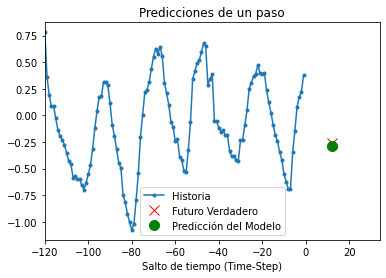 Predicciones de un paso
0.75
0.50
0.25
0.00
−0.25
−0.50
−0.75
−1.00
Historia
Futuro Verdadero
Predicción del Modelo
−120 −100 −80 −60 −40 −20 0 20
Salto de tiempo (Time-Step)